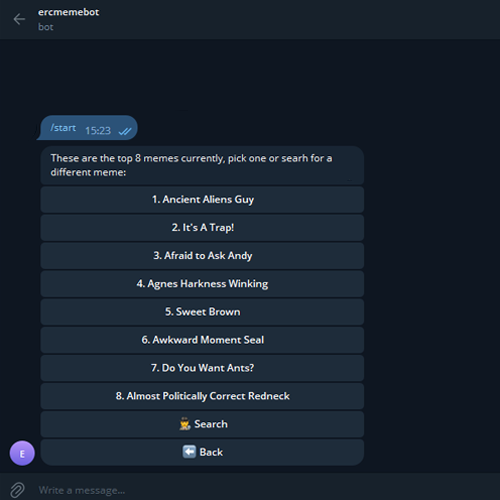 ercmemebot
bot
/start 15:23
These are the top 8 memes currently, pick one or searh for a
different meme:
1. Ancient Aliens Guy
2. It's A Trap!
3. Afraid to Ask Andy
4. Agnes Harkness Winking
5. Sweet Brown
6. Awkward Moment Seal
7. Do You Want Ants?
8. Almost Politically Correct Redneck
Search
Back
E
Write a message...